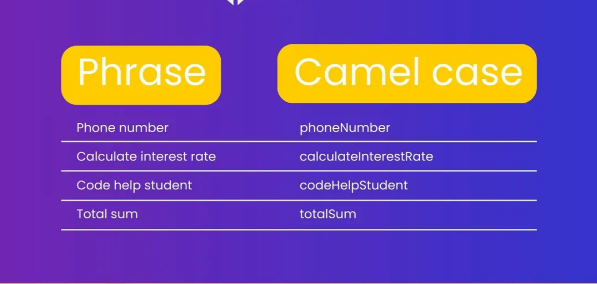 Phrase Camel case
Phone number phoneNumber
Calculate interest rate calculateInterestRate
Code help student codeHelpStudent
Total sum totalSum